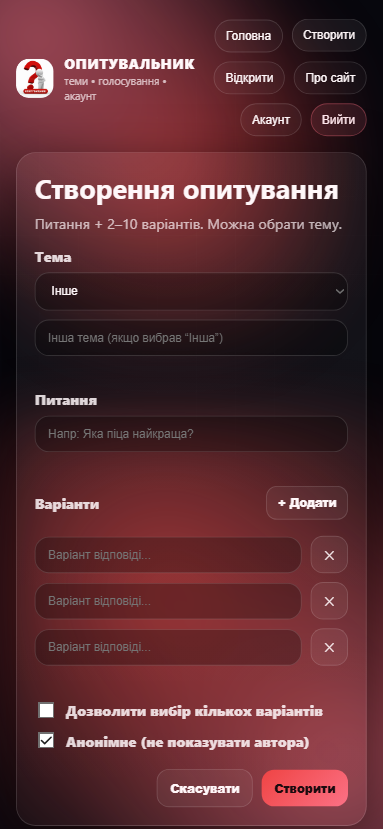 Головна
Створити
ОПИТУВАЛЬНИК
теми • голосування •
акаунт
Відкрити
Про сайт
Акаунт
Вийти
Створення опитування
Питання + 2–10 варіантів. Можна обрати тему.
Тема
Інше
Інша тема (якщо вибрав “Інша”)
Питання
Напр: Яка піца найкраща?
Варіанти
+ Додати
Варіант відповіді...
×
Варіант відповіді...
×
Варіант відповіді...
×
Дозволити вибір кількох варіантів
Анонімне (не показувати автора)
Скасувати
Створити